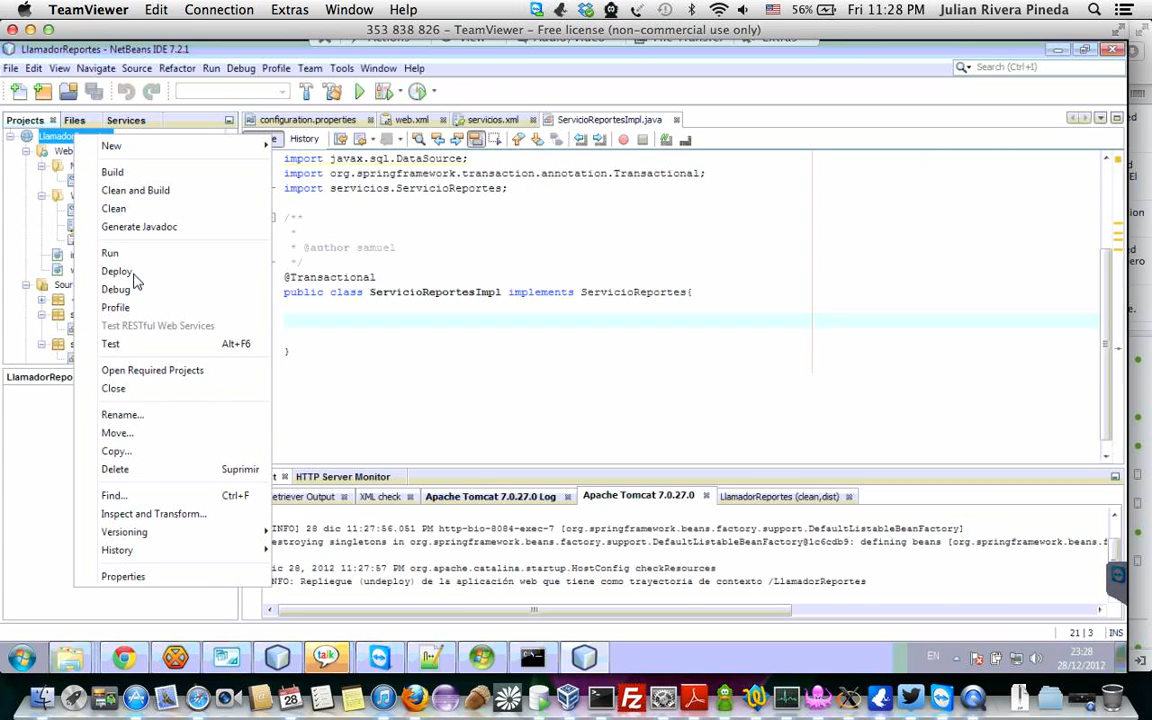 TeamViewer Connection Extras Window Help 56% Fri 11:28 PM Julian Rivera Pineda
353 838 826 - TeamViewer - Free license (non-commercial use only)
LlamadorReportes - NetBeans IDE 7.2.1
File Edit View Navigate Source Refactor Run Debug Profile Team Tools Window Help Search (Ctrl+I)
Projects Files Services configuration.properties web.xml servicios.xml ServicioReportesImpl.java
History
New
Build
Clean and Build
Clean
Generate Javadoc
Run
Deploy
Debug
Profile
Test RESTful Web Services
Test Alt+F6
Open Required Projects
Close
Rename...
Move...
Copy...
Delete Suprimir
Find... Ctrl+F
Inspect and Transform...
Versioning
History
Properties
LlamadorRepo
import javax.sql.DataSource;
import org.springframework.transaction.annotation.Transactional;
import servicios.ServicioReportes;
/**
*
* @author samuel
*/
@Transactional
public class ServicioReportesImpl implements ServicioReportes{
}
HTTP Server Monitor
etriever Output XML check Apache Tomcat 7.0.27.0 Log Apache Tomcat 7.0.27.0 LlamadorReportes (clean,dist)
INFO] 28 dic 11:27:56.051 PM http-bio-8084-exec-7 [org.springframework.beans.factory.support.DefaultListableBeanFactory]
estroying singletons in org.springframework.beans.factory.support.DefaultListableBeanFactory@1c6cdb9: defining beans [org.springframework.beans.f
ic 28, 2012 11:27:57 PM org.apache.catalina.startup.HostConfig checkResources
NFO: Repliegue (undeploy) de la aplicación web que tiene como trayectoria de contexto /LlamadorReportes
21 | 3 INS
EN 23:28
28/12/2012